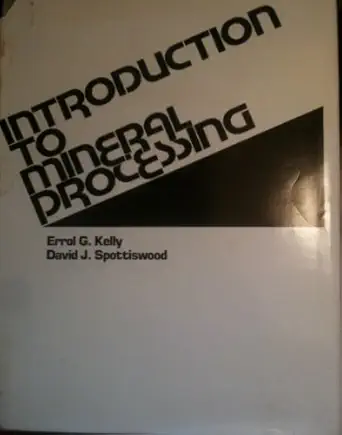 INTRODUCTION
TO
MINERAL
PROCESSING
Errol G. Kelly
David J. Spottiswood